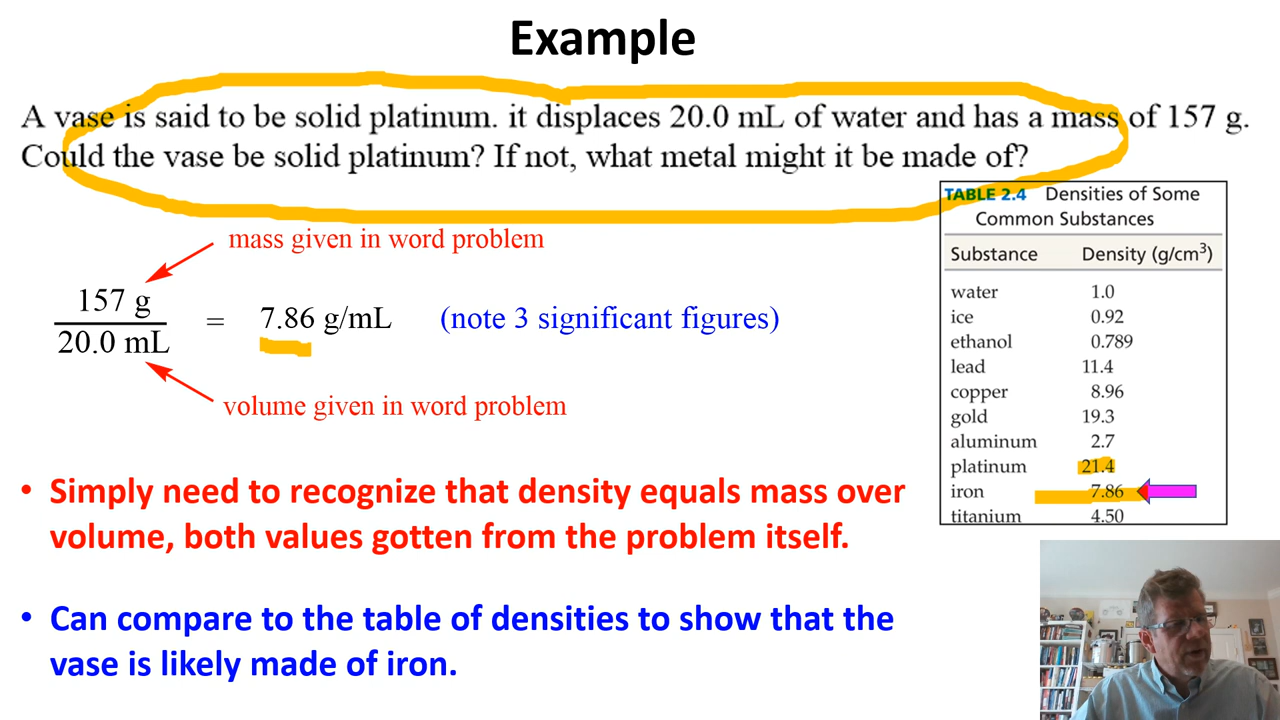 Example
A vase is said to be solid platinum. it displaces 20.0 mL of water and has a mass of 157 g.
Could the vase be solid platinum? If not, what metal might it be made of?
mass given in word problem
157 g
20.0 mL
= 7.86 g/mL (note 3 significant figures)
volume given in word problem
• Simply need to recognize that density equals mass over
volume, both values gotten from the problem itself.
• Can compare to the table of densities to show that the
vase is likely made of iron.
TABLE 2.4 Densities of Some
Common Substances
Substance Density (g/cm³)
water 1.0
ice 0.92
ethanol 0.789
lead 11.4
copper 8.96
gold 19.3
aluminum 2.7
platinum 21.4
iron 7.86
titanium 4.50